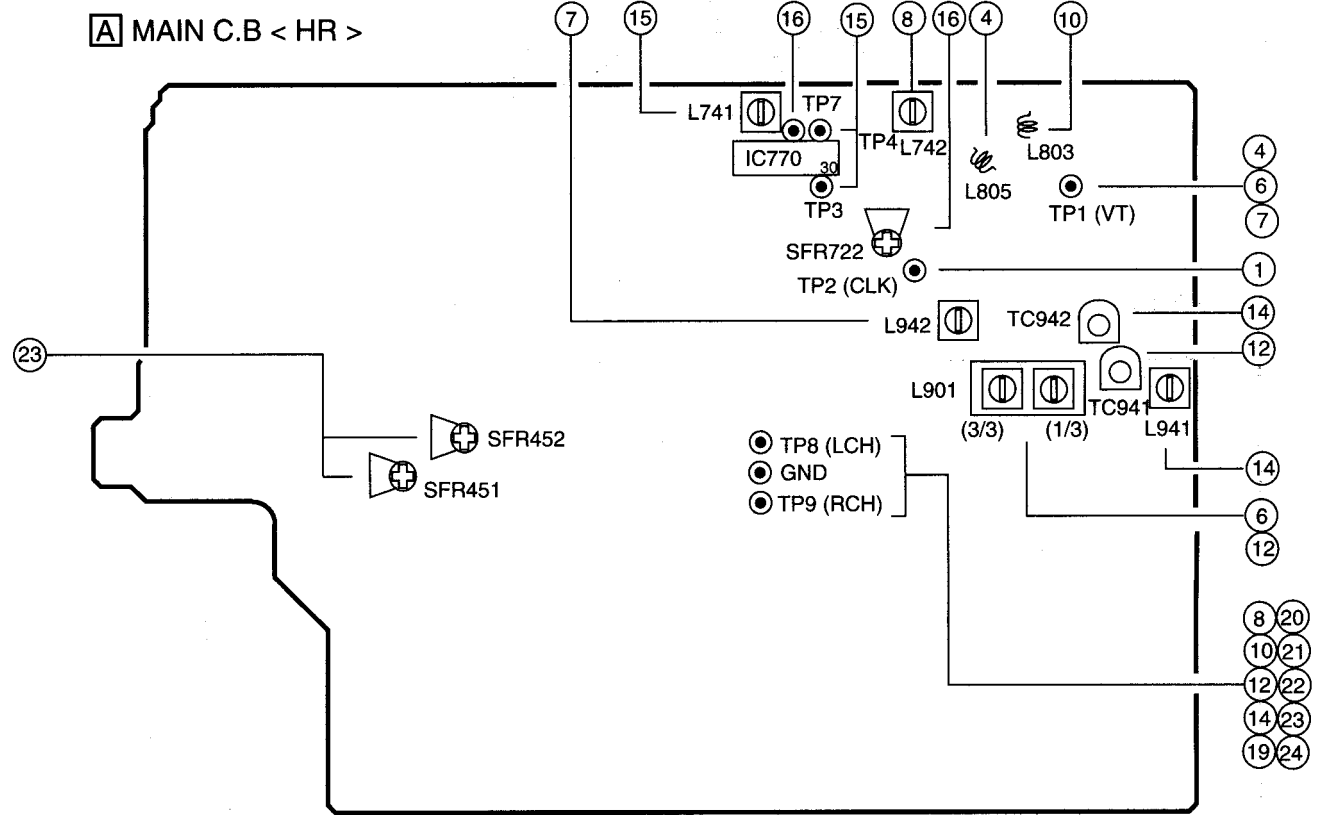 A MAIN C.B < HR >
7 15 16 15 8 16 4 10
L741
TP7
TP4
L742
L803
IC770
30
L805
4
6
7
TP3
TP1 (VT)
SFR722
TP2 (CLK)
1
L942
TC942
14
12
23
L901
TC941
L941
(3/3) (1/3)
SFR452
SFR451
TP8 (LCH)
GND
TP9 (RCH)
14
6
12
8 20
10 21
12 22
14 23
19 24